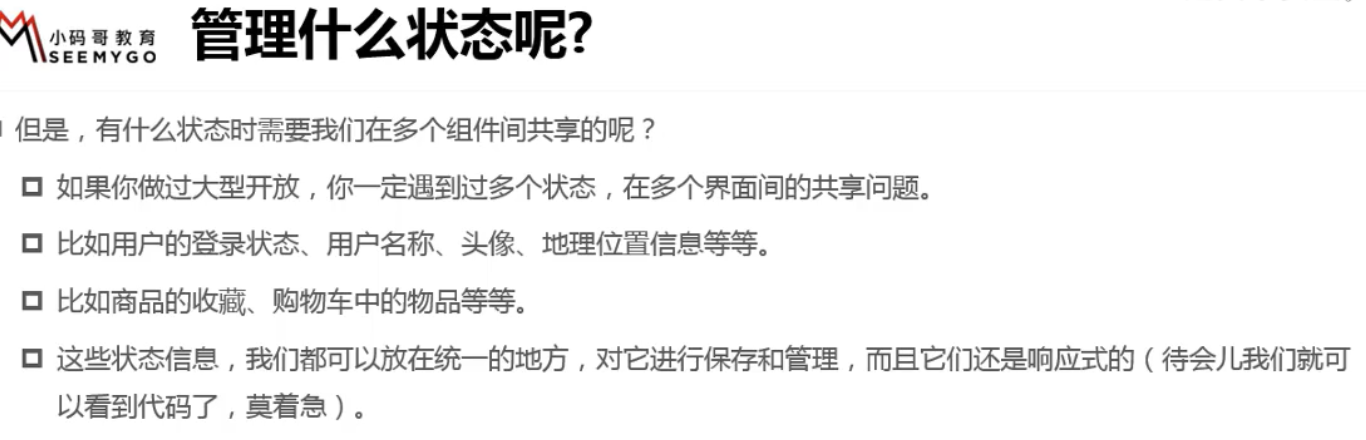 小码哥教育
SEEMYGO
管理什么状态呢?
但是，有什么状态时需要我们在多个组件间共享的呢？
如果你做过大型开放，你一定遇到过多个状态，在多个界面间的共享问题。
比如用户的登录状态、用户名称、头像、地理位置信息等等。
比如商品的收藏、购物车中的物品等等。
这些状态信息，我们都可以放在统一的地方，对它进行保存和管理，而且它们还是响应式的（待会儿我们就可
以看到代码了，莫着急）。